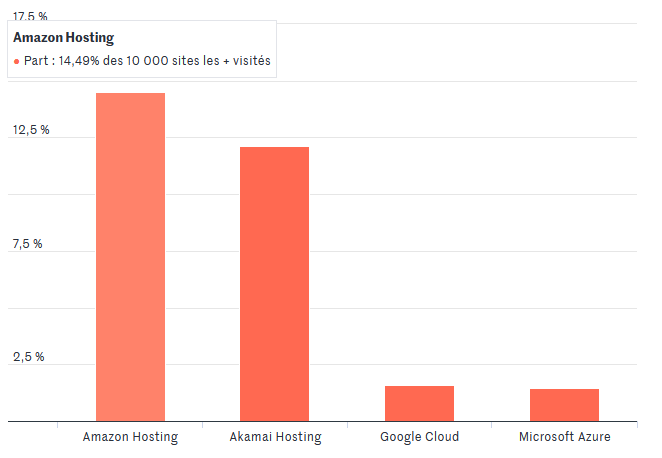 17,5 %
Amazon Hosting
● Part : 14,49% des 10 000 sites les + visités
12,5 %
7,5 %
2,5 %
Amazon Hosting
Akamai Hosting
Google Cloud
Microsoft Azure